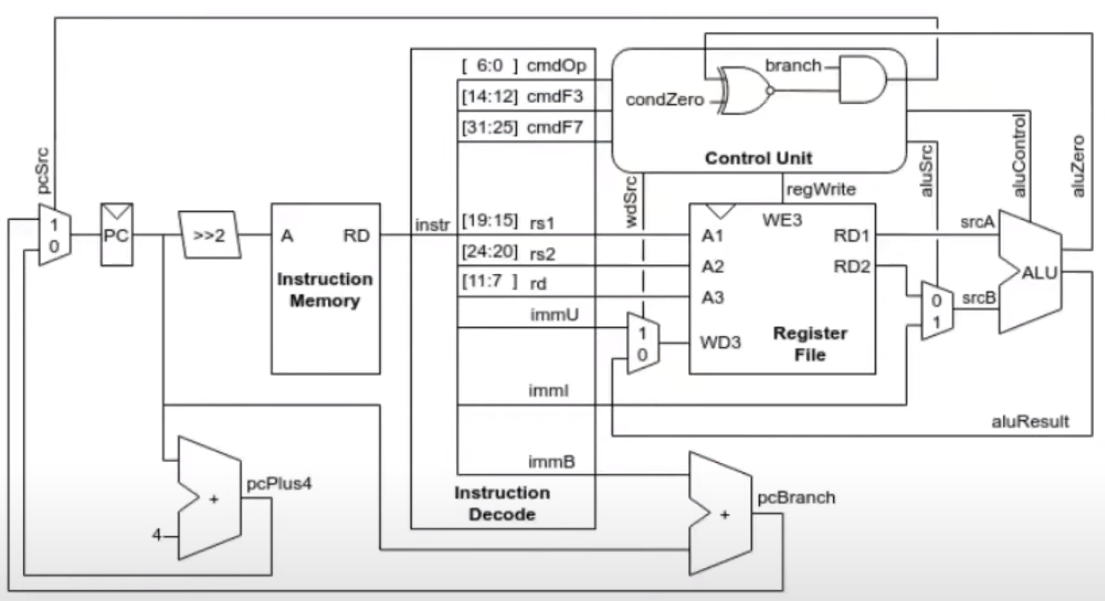 [ 6:0 ] cmdOp
[14:12] cmdF3
[31:25] cmdF7
branch
condZero
Control Unit
pcSrc
wdSrc
regWrite
aluSrc
aluControl
aluZero
1
0
PC
>>2
A
RD
Instruction
Memory
instr
[19:15] rs1
[24:20] rs2
[11:7 ] rd
immU
immI
immB
Instruction
Decode
1
0
A1
A2
A3
WD3
WE3
RD1
RD2
Register
File
0
1
srcA
srcB
ALU
aluResult
4
+
pcPlus4
+
pcBranch